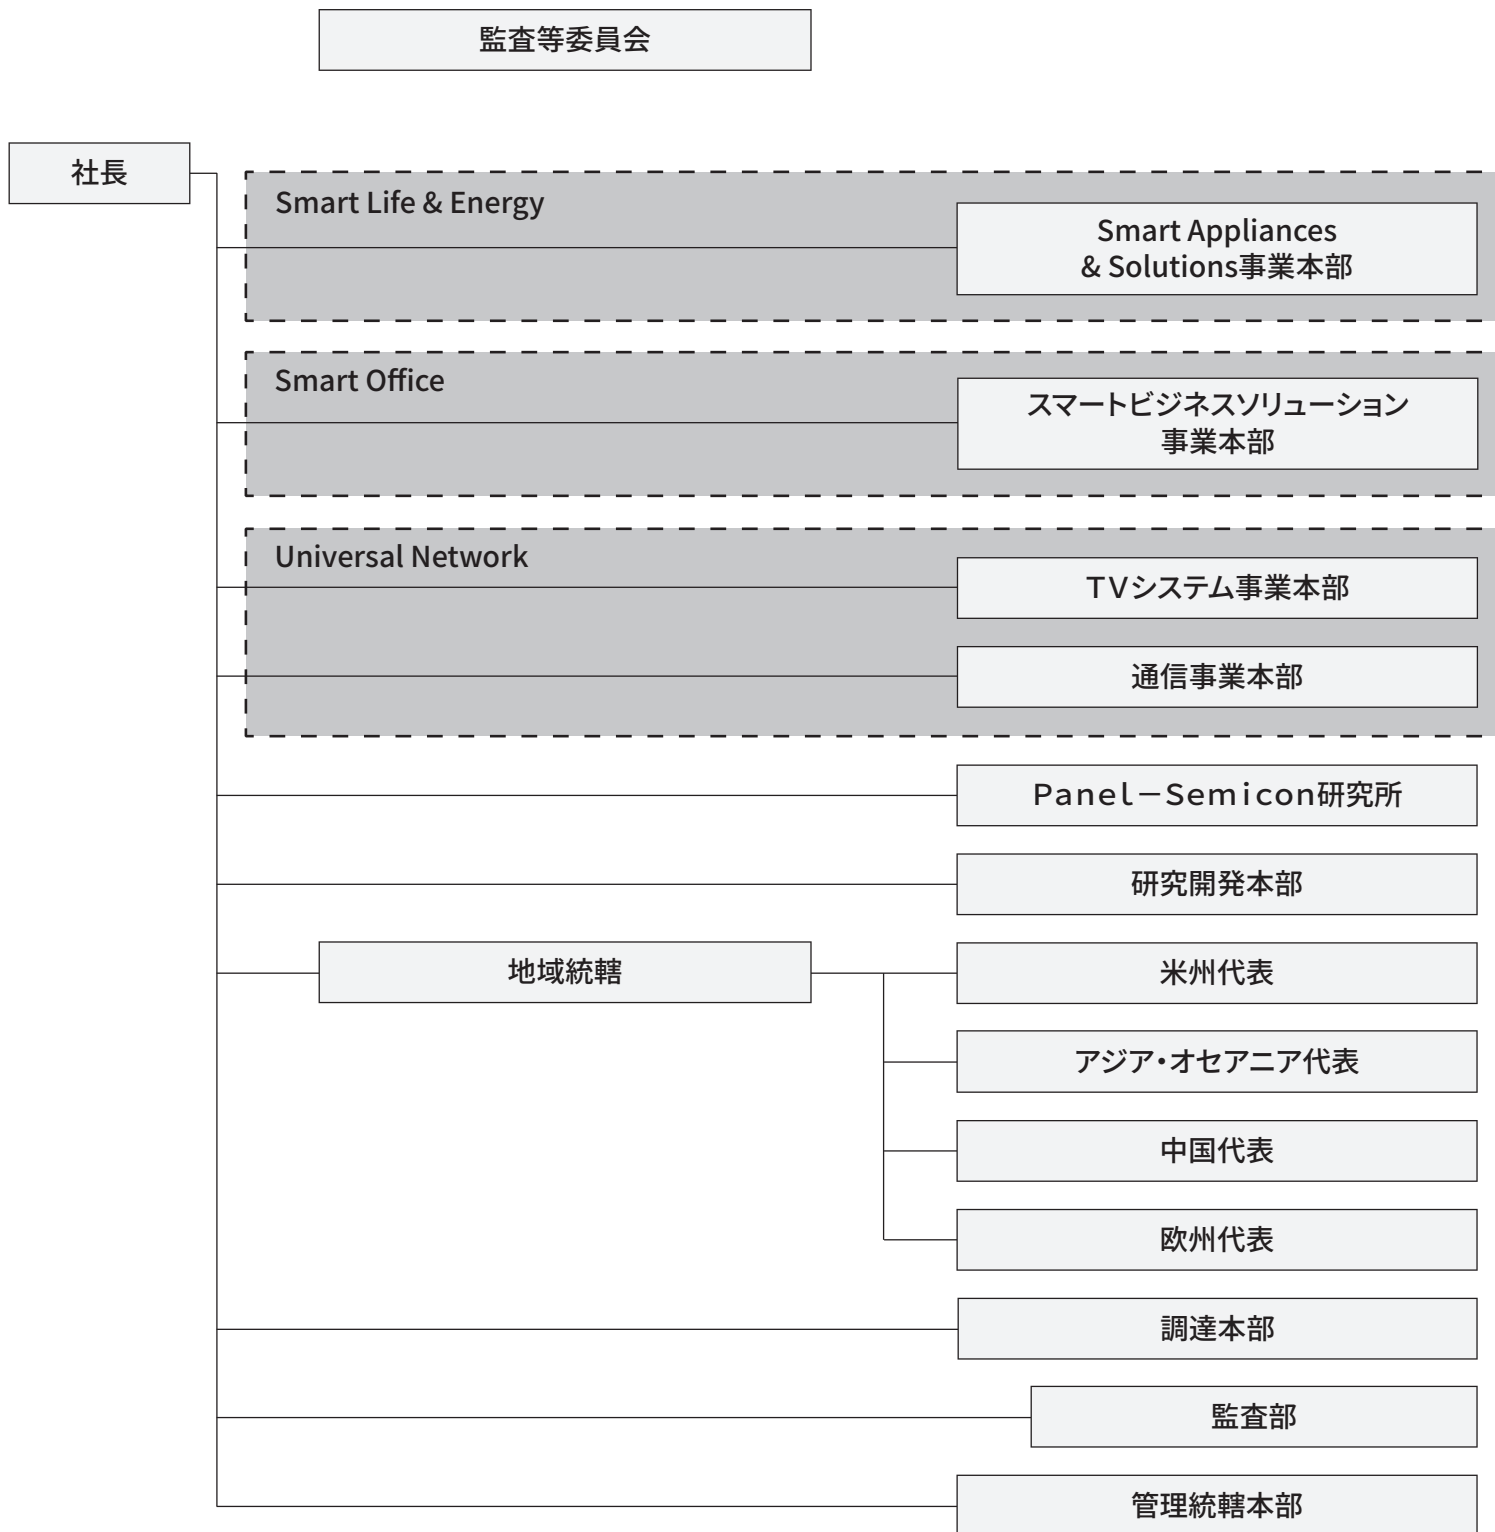 監査等委員会
社長
Smart Life & Energy
Smart Appliances
& Solutions事業本部
Smart Office
スマートビジネスソリューション
事業本部
Universal Network
TVシステム事業本部
通信事業本部
Panel－Semicon研究所
研究開発本部
地域統轄
米州代表
アジア・オセアニア代表
中国代表
欧州代表
調達本部
監査部
管理統轄本部